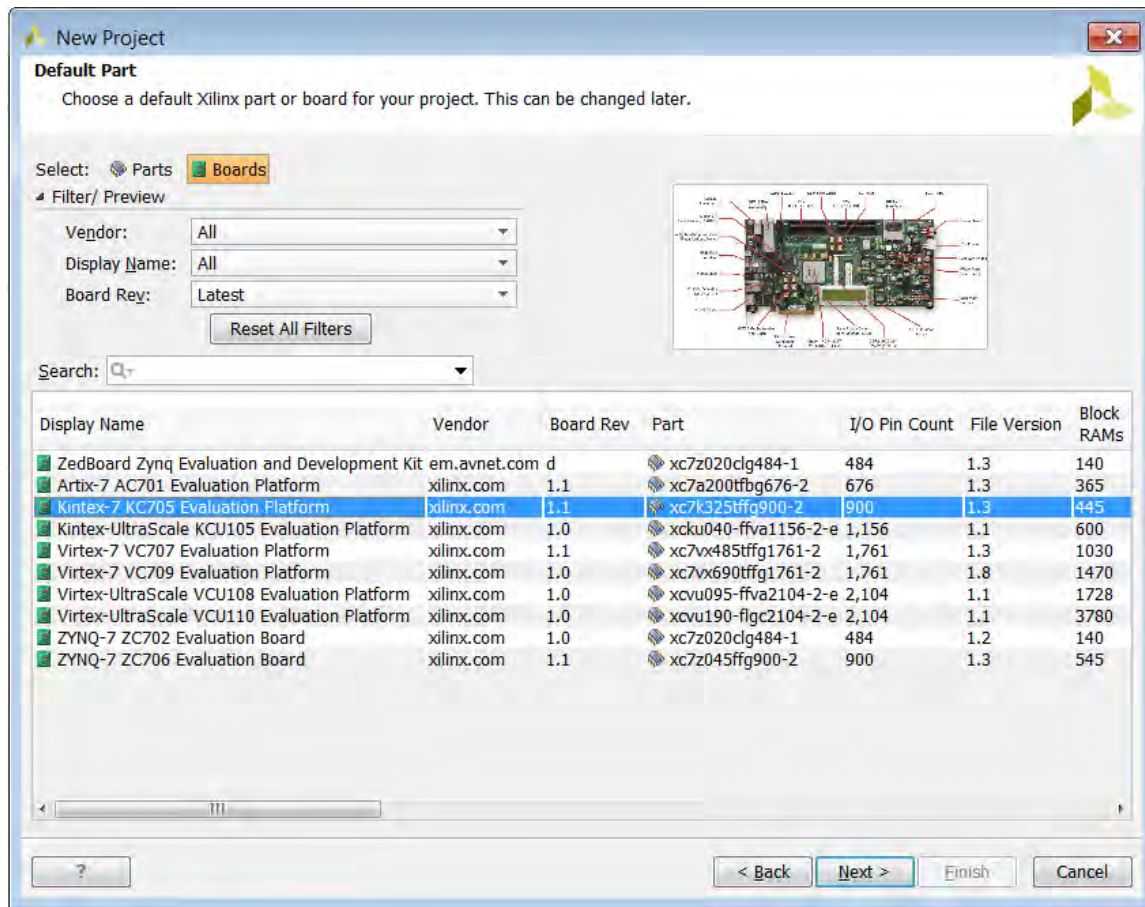 New Project
Default Part
Choose a default Xilinx part or board for your project. This can be changed later.
Select: Parts Boards
Filter/ Preview
Vendor: All
Display Name: All
Board Rev: Latest
Reset All Filters
Search:
Display Name Vendor Board Rev Part I/O Pin Count File Version Block RAMs
ZedBoard Zynq Evaluation and Development Kit em.avnet.com d xc7z020clg484-1 484 1.3 140
Artix-7 AC701 Evaluation Platform xilinx.com 1.1 xc7a200tfbg676-2 676 1.3 365
Kintex-7 KC705 Evaluation Platform xilinx.com 1.1 xc7k325tffg900-2 900 1.3 445
Kintex-UltraScale KCU105 Evaluation Platform xilinx.com 1.0 xcku040-ffva1156-2-e 1,156 1.1 600
Virtex-7 VC707 Evaluation Platform xilinx.com 1.1 xc7vx485tffg1761-2 1,761 1.3 1030
Virtex-7 VC709 Evaluation Platform xilinx.com 1.0 xc7vx690tffg1761-2 1,761 1.8 1470
Virtex-UltraScale VCU108 Evaluation Platform xilinx.com 1.0 xcvu095-ffva2104-2-e 2,104 1.1 1728
Virtex-UltraScale VCU110 Evaluation Platform xilinx.com 1.0 xcvu190-flgc2104-2-e 2,104 1.1 3780
ZYNQ-7 ZC702 Evaluation Board xilinx.com 1.0 xc7z020clg484-1 484 1.2 140
ZYNQ-7 ZC706 Evaluation Board xilinx.com 1.1 xc7z045ffg900-2 900 1.3 545
? < Back Next > Finish Cancel